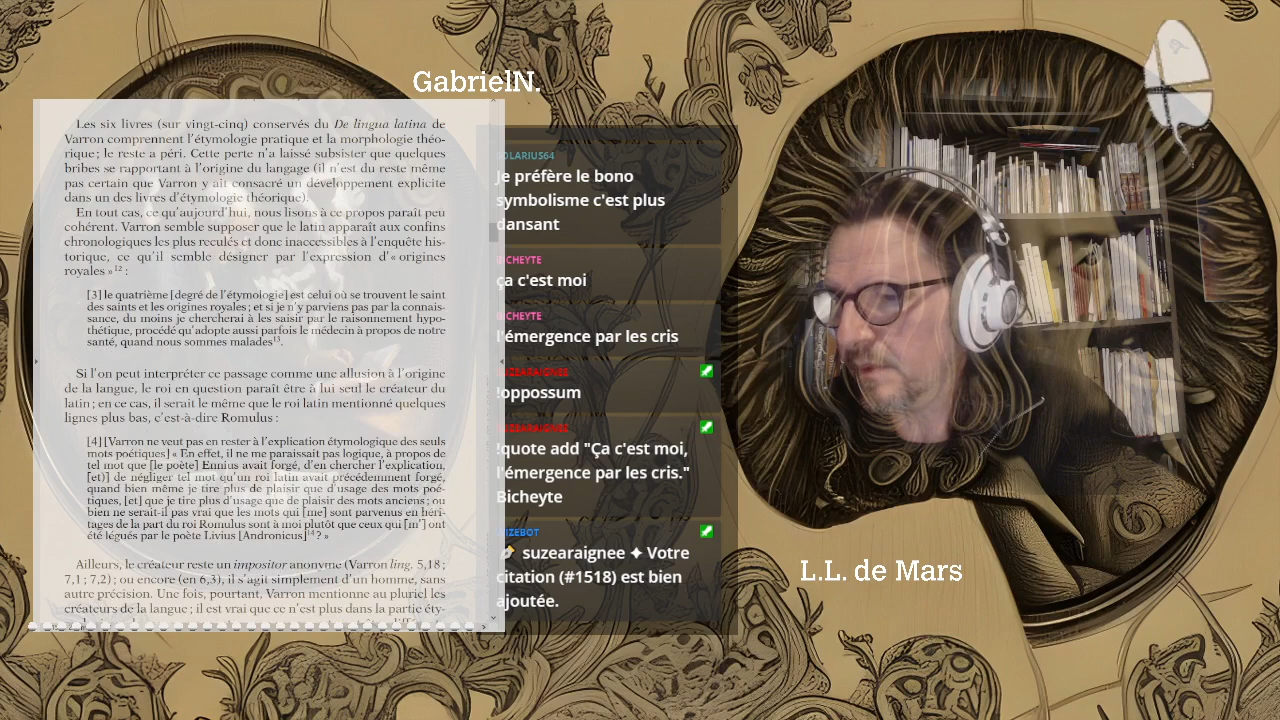 GabrielN.
Les six livres (sur vingt-cinq) conservés du De lingua latina de
Varron comprennent l'étymologie pratique et la morphologie théo-
rique ; le reste a péri. Cette perte n'a laissé subsister que quelques
bribes se rapportant à l'origine du langage (il n'est du reste même
pas certain que Varron y ait consacré un développement explicite
dans un des livres d'étymologie théorique).
En tout cas, ce qu'aujourd'hui, nous lisons à ce propos paraît peu
cohérent. Varron semble supposer que le latin apparaît aux confins
chronologiques les plus reculés et donc inaccessibles à l'enquête his-
torique, ce qu'il semble désigner par l'expression d'« origines
royales »12 :
[3] le quatrième [degré de l'étymologie] est celui où se trouvent le saint
des saints et les origines royales ; et si je n'y parviens pas par la connais-
sance, du moins je chercherai à les saisir par le raisonnement hypo-
thétique, procédé qu'adopte aussi parfois le médecin à propos de notre
santé, quand nous sommes malades13.
Si l'on peut interpréter ce passage comme une allusion à l'origine
de la langue, le roi en question paraît être à lui seul le créateur du
latin ; en ce cas, il serait le même que le roi latin mentionné quelques
lignes plus bas, c'est-à-dire Romulus :
[4] [Varron ne veut pas en rester à l'explication étymologique des seuls
mots poétiques] « En effet, il ne me paraissait pas logique, à propos de
tel mot que [le poète] Ennius avait forgé, d'en chercher l'explication,
[et] de négliger tel mot qu'un roi latin avait précédemment forgé,
quand bien même je tire plus de plaisir que d'usage des mots poé-
tiques, [et] que je tire plus d'usage que de plaisir des mots anciens ; ou
bien ne serait-il pas vrai que les mots qui [me] sont parvenus en héri-
tages de la part du roi Romulus sont à moi plutôt que ceux qui [m'] ont
été légués par le poète Livius [Andronicus]14 ? »
Ailleurs, le créateur reste un impositor anonyme (Varron ling. 5,18 ;
7,1 ; 7,2) ; ou encore (en 6,3), il s'agit simplement d'un homme, sans
autre précision. Une fois, pourtant, Varron mentionne au pluriel les
créateurs de la langue ; il est vrai que ce n'est plus dans la partie éty-
OLARIUS64
Je préfère le bono
symbolisme c'est plus
dansant
BICHEYTE
ça c'est moi
BICHEYTE
l'émergence par les cris
SUZEARAIGNEE
!oppossum
SUZEARAIGNEE
!quote add "Ça c'est moi,
l'émergence par les cris."
Bicheyte
WIZEBOT
suzearaignee ✦ Votre
citation (#1518) est bien
ajoutée.
L.L. de Mars